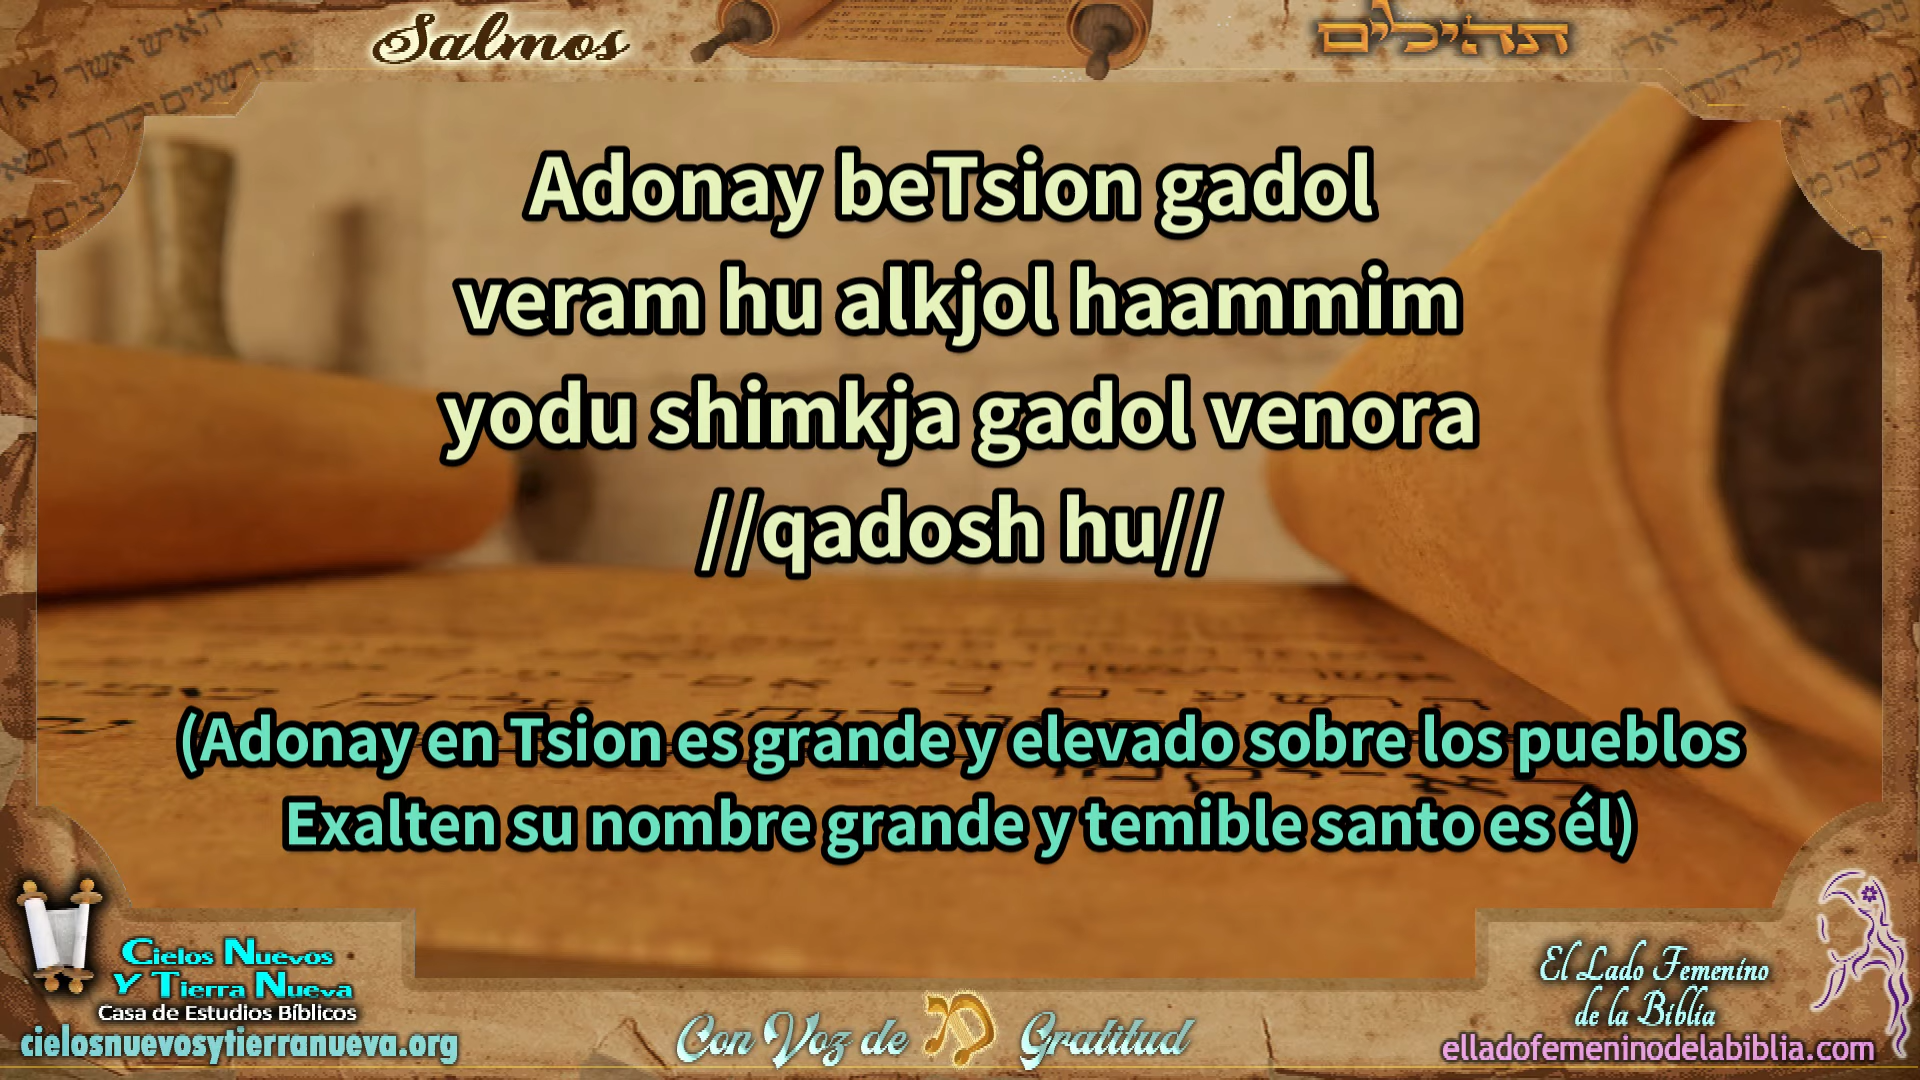 Salmos
תהילים
Adonay beTsion gadol
veram hu alkjol haammim
yodu shimkja gadol venora
//qadosh hu//
(Adonay en Tsion es grande y elevado sobre los pueblos
Exalten su nombre grande y temible santo es él)
Cielos Nuevos
Y Tierra Nueva
Casa de Estudios Bíblicos
cielosnuevosytierranueva.org
Con Voz de Gratitud
El Lado Femenino
de la Biblia
elladofemeninodelabiblia.com